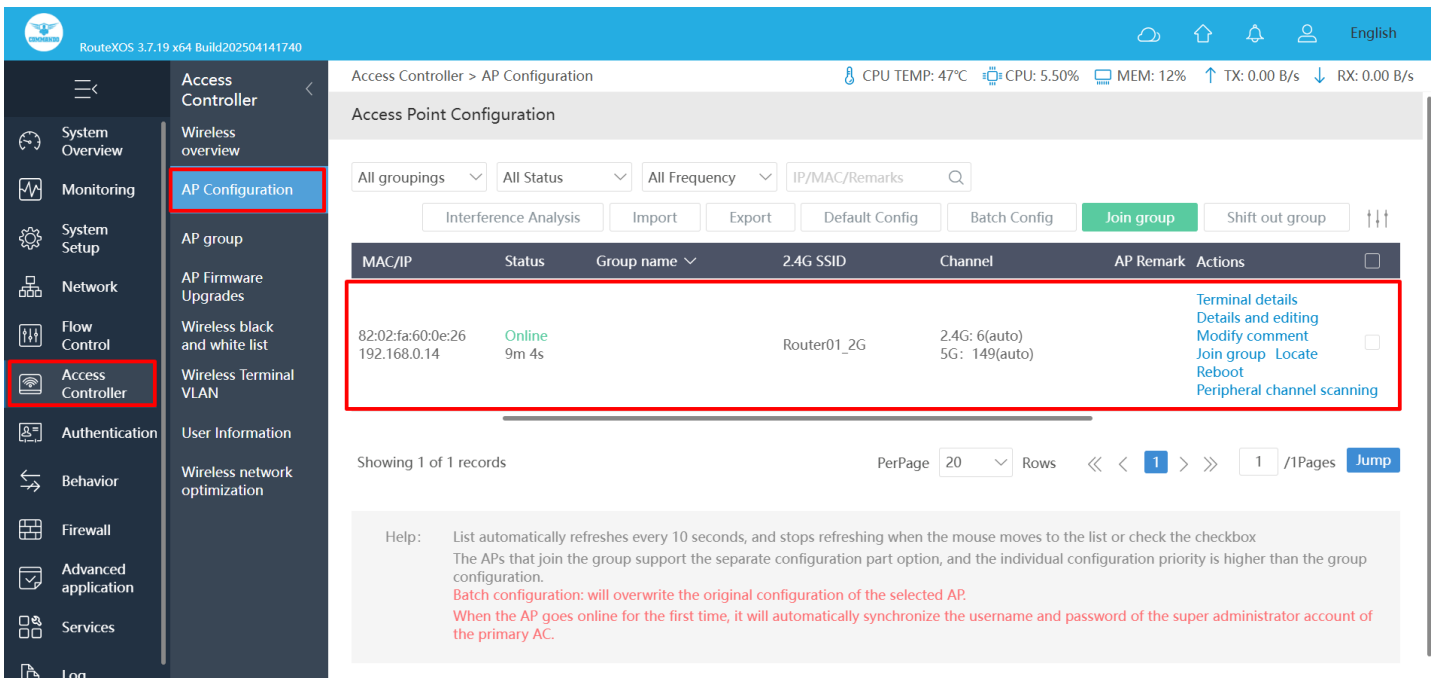 COMMANDO
RouteXOS 3.7.19 x64 Build202504141740
English
Access Controller > AP Configuration
CPU TEMP: 47℃ CPU: 5.50% MEM: 12% TX: 0.00 B/s RX: 0.00 B/s
System
Overview
Monitoring
System
Setup
Network
Flow
Control
Access
Controller
Authentication
Behavior
Firewall
Advanced
application
Services
Log
Access
Controller
Wireless
overview
AP Configuration
AP group
AP Firmware
Upgrades
Wireless black
and white list
Wireless Terminal
VLAN
User Information
Wireless network
optimization
Access Point Configuration
All groupings All Status All Frequency IP/MAC/Remarks
Interference Analysis Import Export Default Config Batch Config Join group Shift out group
MAC/IP Status Group name 2.4G SSID Channel AP Remark Actions
82:02:fa:60:0e:26
192.168.0.14
Online
9m 4s
Router01_2G
2.4G: 6(auto)
5G: 149(auto)
Terminal details
Details and editing
Modify comment
Join group Locate
Reboot
Peripheral channel scanning
Showing 1 of 1 records
PerPage 20 Rows << < 1 > >> 1 /1Pages Jump
Help: List automatically refreshes every 10 seconds, and stops refreshing when the mouse moves to the list or check the checkbox
The APs that join the group support the separate configuration part option, and the individual configuration priority is higher than the group
configuration.
Batch configuration: will overwrite the original configuration of the selected AP.
When the AP goes online for the first time, it will automatically synchronize the username and password of the super administrator account of
the primary AC.